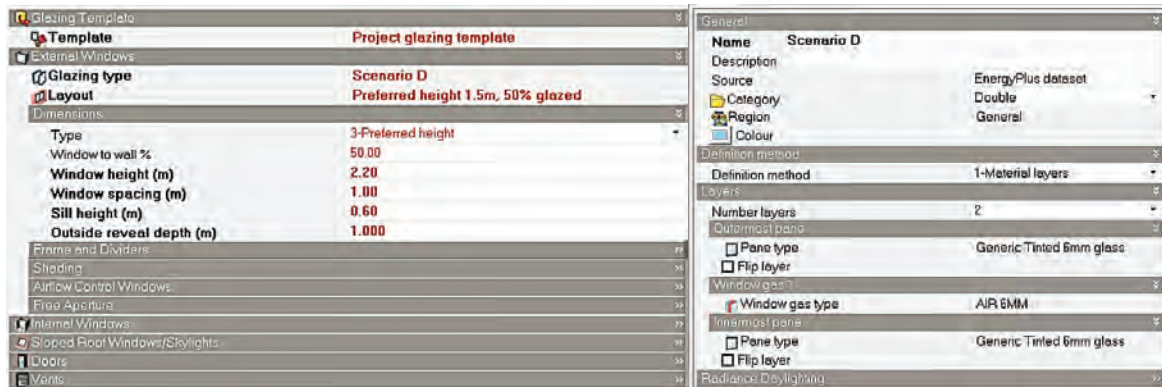 Glazing Template
Template Project glazing template
External Windows
Glazing type Scenario D
Layout Preferred height 1.5m, 50% glazed
Dimensions
Type 3-Preferred height
Window to wall % 50.00
Window height (m) 2.20
Window spacing (m) 1.00
Sill height (m) 0.60
Outside reveal depth (m) 1.000
Frame and Dividers
Shading
Airflow Control Windows
Free Aperture
Internal Windows
Sloped Roof Windows/Skylights
Doors
Vents
General
Name Scenario D
Description
Source EnergyPlus dataset
Category Double
Region General
Colour
Definition method
Definition method 1-Material layers
Layers
Number layers 2
Outermost pane
Pane type Generic Tinted 6mm glass
Flip layer
Window gas 1
Window gas type AIR 6MM
Innermost pane
Pane type Generic Tinted 6mm glass
Flip layer
Radiance Daylighting